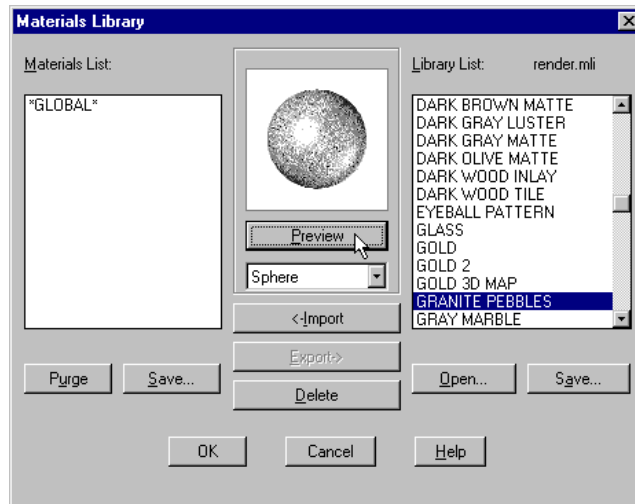 Materials Library
Materials List:
*GLOBAL*
Purge
Save...
Preview
Sphere
<-Import
Export->
Delete
Library List: render.mli
DARK BROWN MATTE
DARK GRAY LUSTER
DARK GRAY MATTE
DARK OLIVE MATTE
DARK WOOD INLAY
DARK WOOD TILE
EYEBALL PATTERN
GLASS
GOLD
GOLD 2
GOLD 3D MAP
GRANITE PEBBLES
GRAY MARBLE
Open...
Save...
OK
Cancel
Help